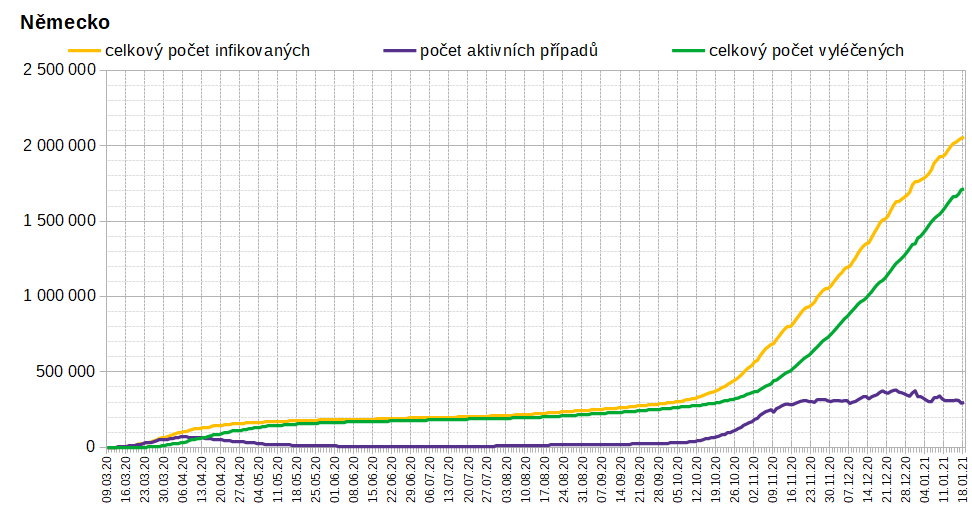 Německo
celkový počet infikovaných počet aktivních případů celkový počet vyléčených
2 500 000
2 000 000
1 500 000
1 000 000
500 000
0
09.03.20 16.03.20 23.03.20 30.03.20 06.04.20 13.04.20 20.04.20 27.04.20 04.05.20 11.05.20 18.05.20 25.05.20 01.06.20 08.06.20 15.06.20 22.06.20 29.06.20 06.07.20 13.07.20 20.07.20 27.07.20 03.08.20 10.08.20 17.08.20 24.08.20 31.08.20 07.09.20 14.09.20 21.09.20 28.09.20 05.10.20 12.10.20 19.10.20 26.10.20 02.11.20 09.11.20 16.11.20 23.11.20 30.11.20 07.12.20 14.12.20 21.12.20 28.12.20 04.01.21 11.01.21 18.01.21